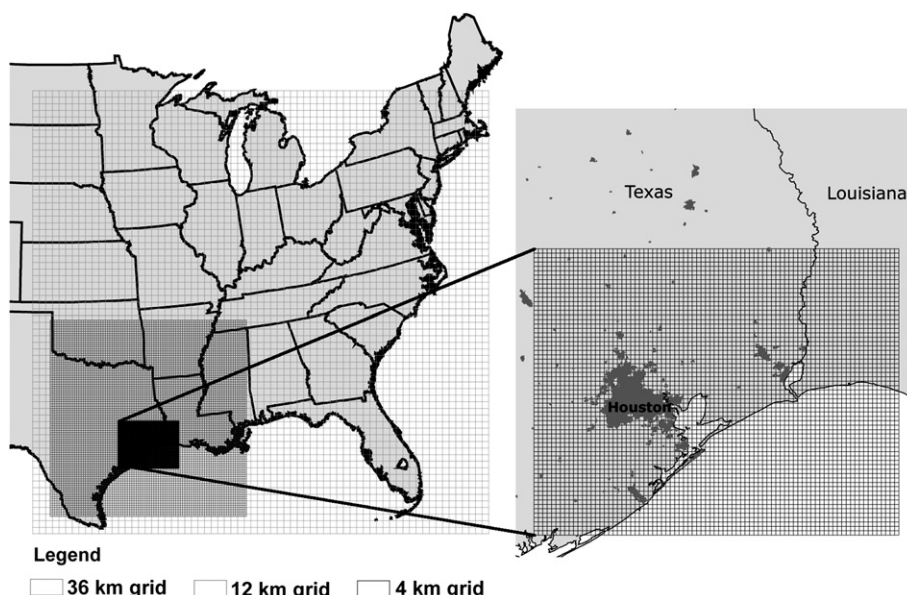 Texas
Louisiana
Houston
Legend
36 km grid 12 km grid 4 km grid